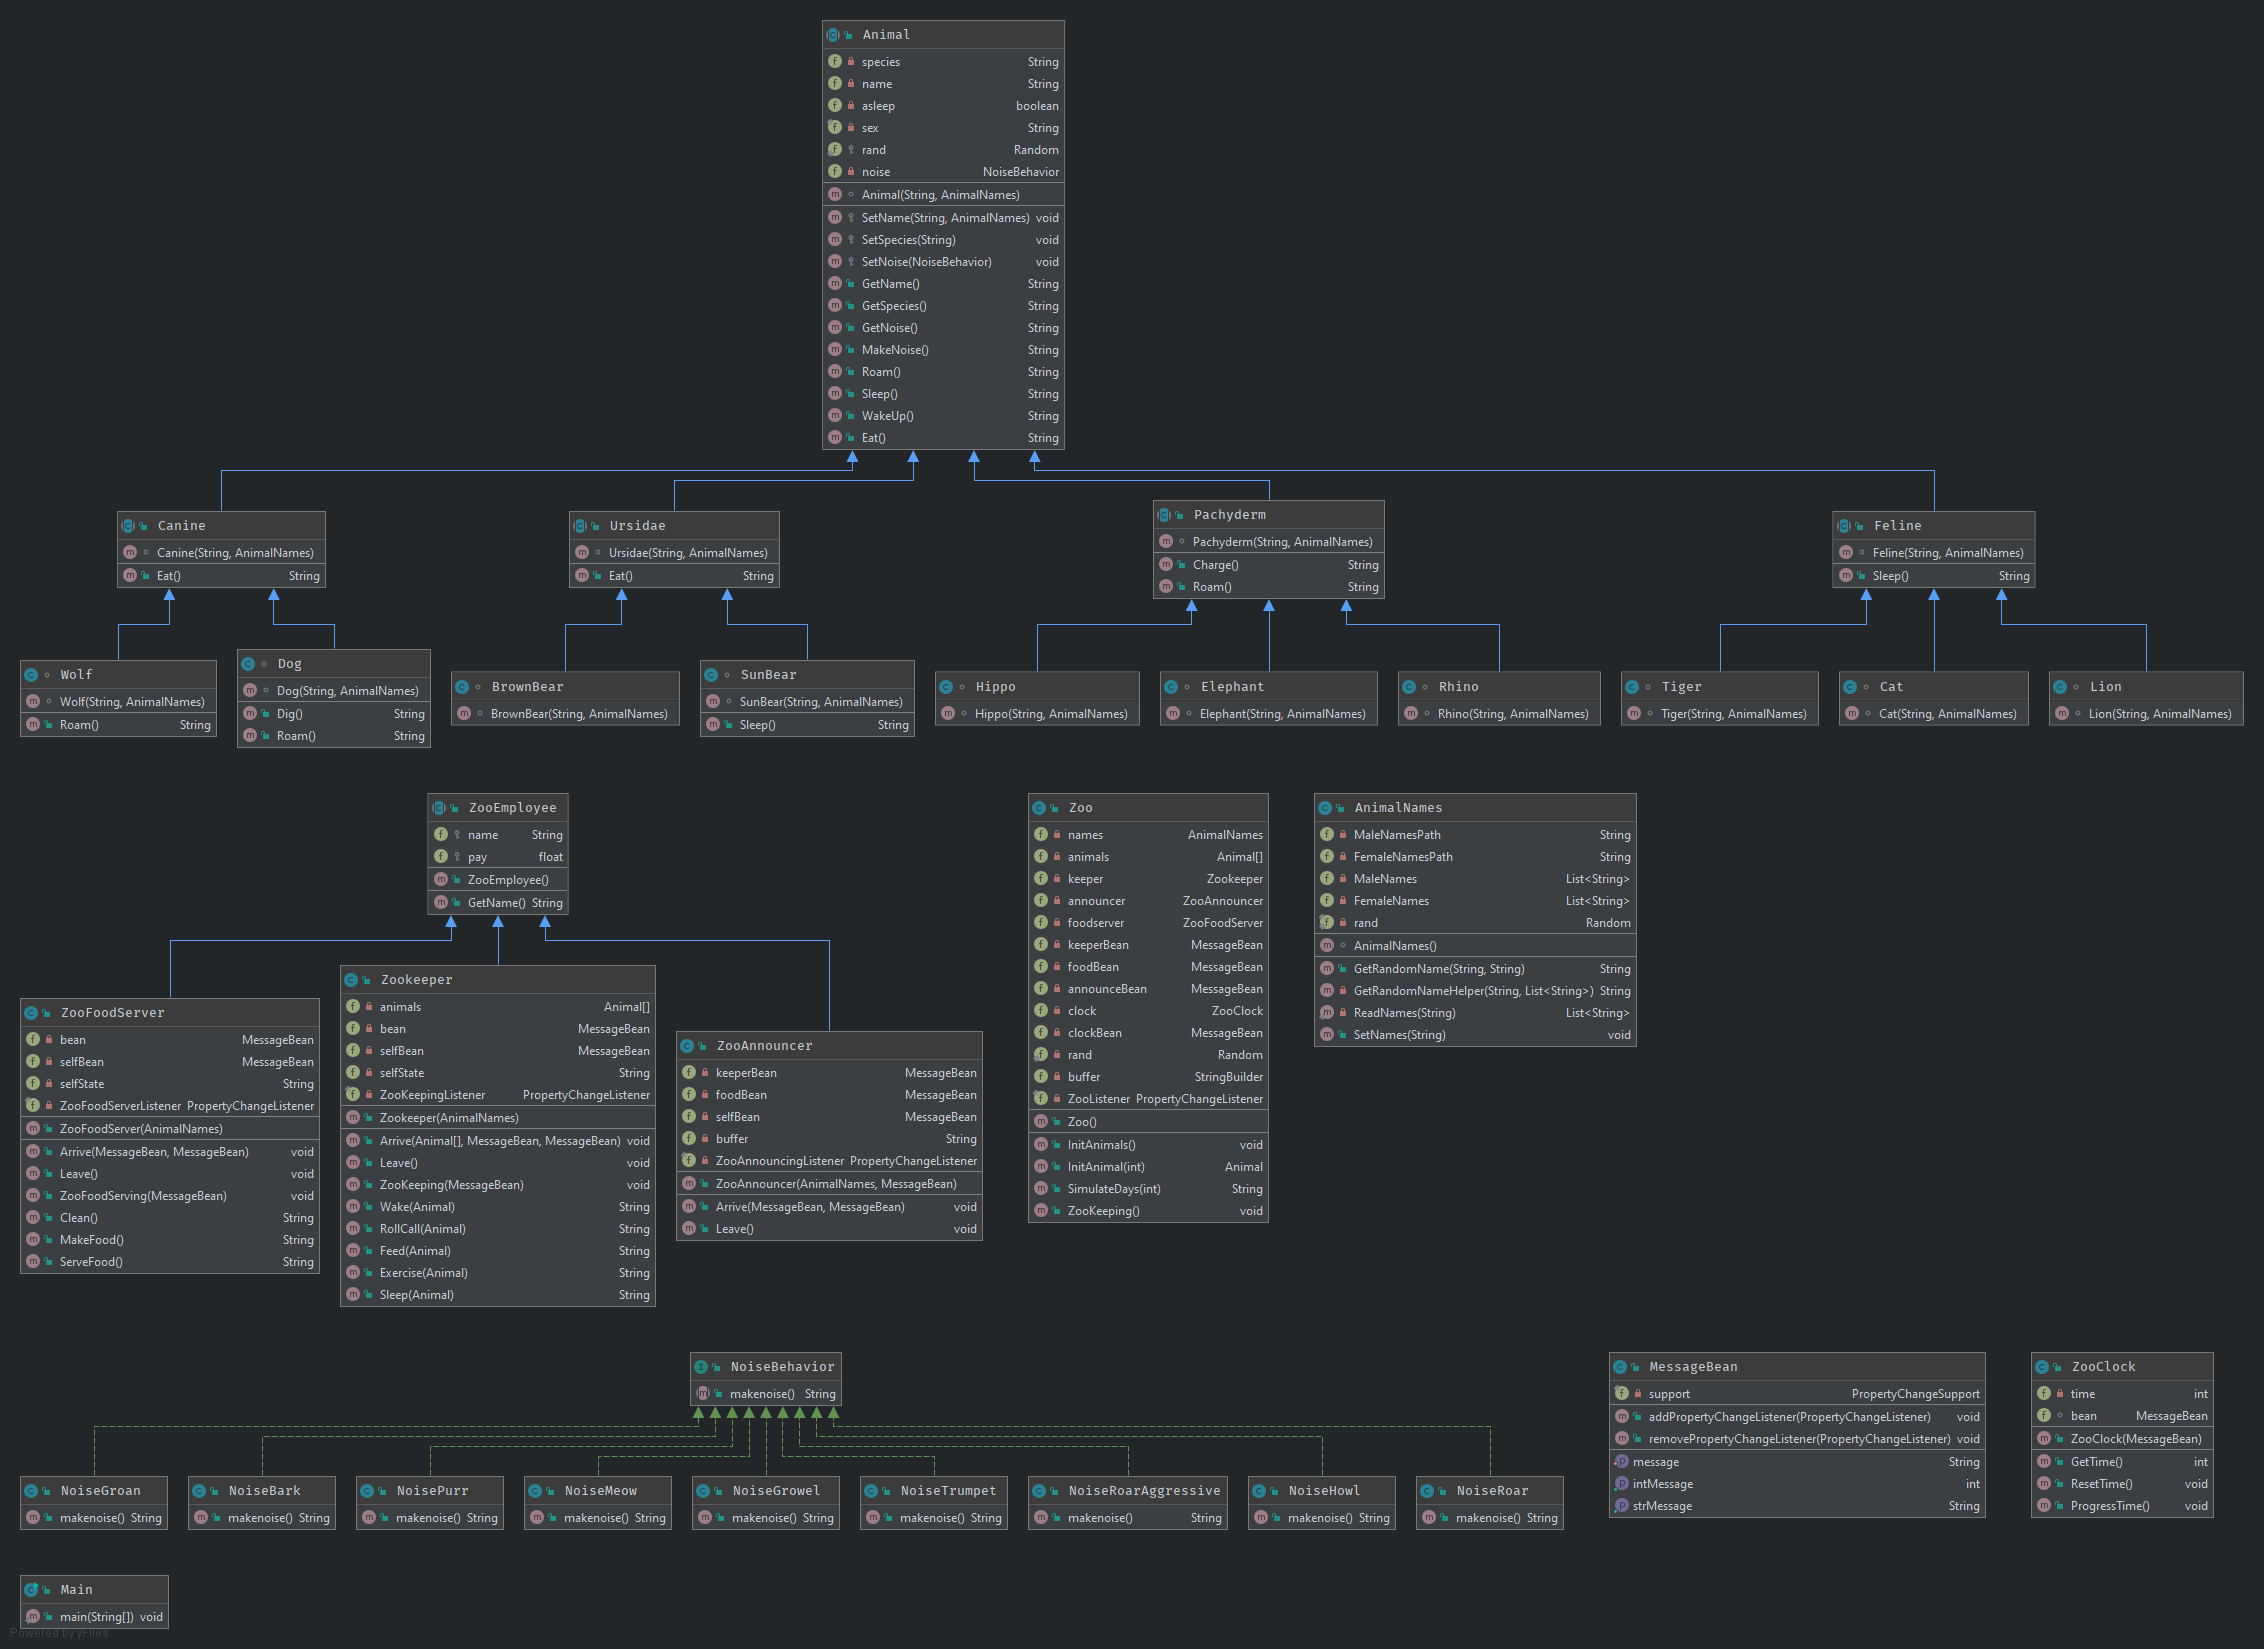 Animal
species String
name String
asleep boolean
sex String
rand Random
noise NoiseBehavior
Animal(String, AnimalNames)
SetName(String, AnimalNames) void
SetSpecies(String) void
SetNoise(NoiseBehavior) void
GetName() String
GetSpecies() String
GetNoise() String
MakeNoise() String
Roam() String
Sleep() String
WakeUp() String
Eat() String
Canine
Canine(String, AnimalNames)
Eat() String
Ursidae
Ursidae(String, AnimalNames)
Eat() String
Pachyderm
Pachyderm(String, AnimalNames)
Charge() String
Roam() String
Feline
Feline(String, AnimalNames)
Sleep() String
Wolf
Wolf(String, AnimalNames)
Roam() String
Dog
Dog(String, AnimalNames)
Dig() String
Roam() String
BrownBear
BrownBear(String, AnimalNames)
SunBear
SunBear(String, AnimalNames)
Sleep() String
Hippo
Hippo(String, AnimalNames)
Elephant
Elephant(String, AnimalNames)
Rhino
Rhino(String, AnimalNames)
Tiger
Tiger(String, AnimalNames)
Cat
Cat(String, AnimalNames)
Lion
Lion(String, AnimalNames)
ZooEmployee
name String
pay float
ZooEmployee()
GetName() String
Zoo
names AnimalNames
animals Animal[]
keeper Zookeeper
announcer ZooAnnouncer
foodserver ZooFoodServer
keeperBean MessageBean
foodBean MessageBean
announceBean MessageBean
clock ZooClock
clockBean MessageBean
rand Random
buffer StringBuilder
ZooListener PropertyChangeListener
Zoo()
InitAnimals() void
InitAnimal(int) Animal
SimulateDays(int) String
ZooKeeping() void
AnimalNames
MaleNamesPath String
FemaleNamesPath String
MaleNames List<String>
FemaleNames List<String>
rand Random
AnimalNames()
GetRandomName(String, String) String
GetRandomNameHelper(String, List<String>) String
ReadNames(String) List<String>
SetNames(String) void
ZooFoodServer
bean MessageBean
selfBean MessageBean
selfState String
ZooFoodServerListener PropertyChangeListener
ZooFoodServer(AnimalNames)
Arrive(MessageBean, MessageBean) void
Leave() void
ZooFoodServing(MessageBean) void
Clean() String
MakeFood() String
ServeFood() String
Zookeeper
animals Animal[]
bean MessageBean
selfBean MessageBean
selfState String
ZooKeepingListener PropertyChangeListener
Zookeeper(AnimalNames)
Arrive(Animal[], MessageBean, MessageBean) void
Leave() void
ZooKeeping(MessageBean) void
Wake(Animal) String
RollCall(Animal) String
Feed(Animal) String
Exercise(Animal) String
Sleep(Animal) String
ZooAnnouncer
keeperBean MessageBean
foodBean MessageBean
selfBean MessageBean
buffer String
ZooAnnouncingListener PropertyChangeListener
ZooAnnouncer(AnimalNames, MessageBean)
Arrive(MessageBean, MessageBean) void
Leave() void
NoiseBehavior
makenoise() String
NoiseGroan
makenoise() String
NoiseBark
makenoise() String
NoisePurr
makenoise() String
NoiseMeow
makenoise() String
NoiseGrowel
makenoise() String
NoiseTrumpet
makenoise() String
NoiseRoarAggressive
makenoise() String
NoiseHowl
makenoise() String
NoiseRoar
makenoise() String
MessageBean
support PropertyChangeSupport
addPropertyChangeListener(PropertyChangeListener) void
removePropertyChangeListener(PropertyChangeListener) void
message String
intMessage int
strMessage String
ZooClock
time int
bean MessageBean
ZooClock(MessageBean)
GetTime() int
ResetTime() void
ProgressTime() void
Main
main(String[]) void
Powered by yFiles